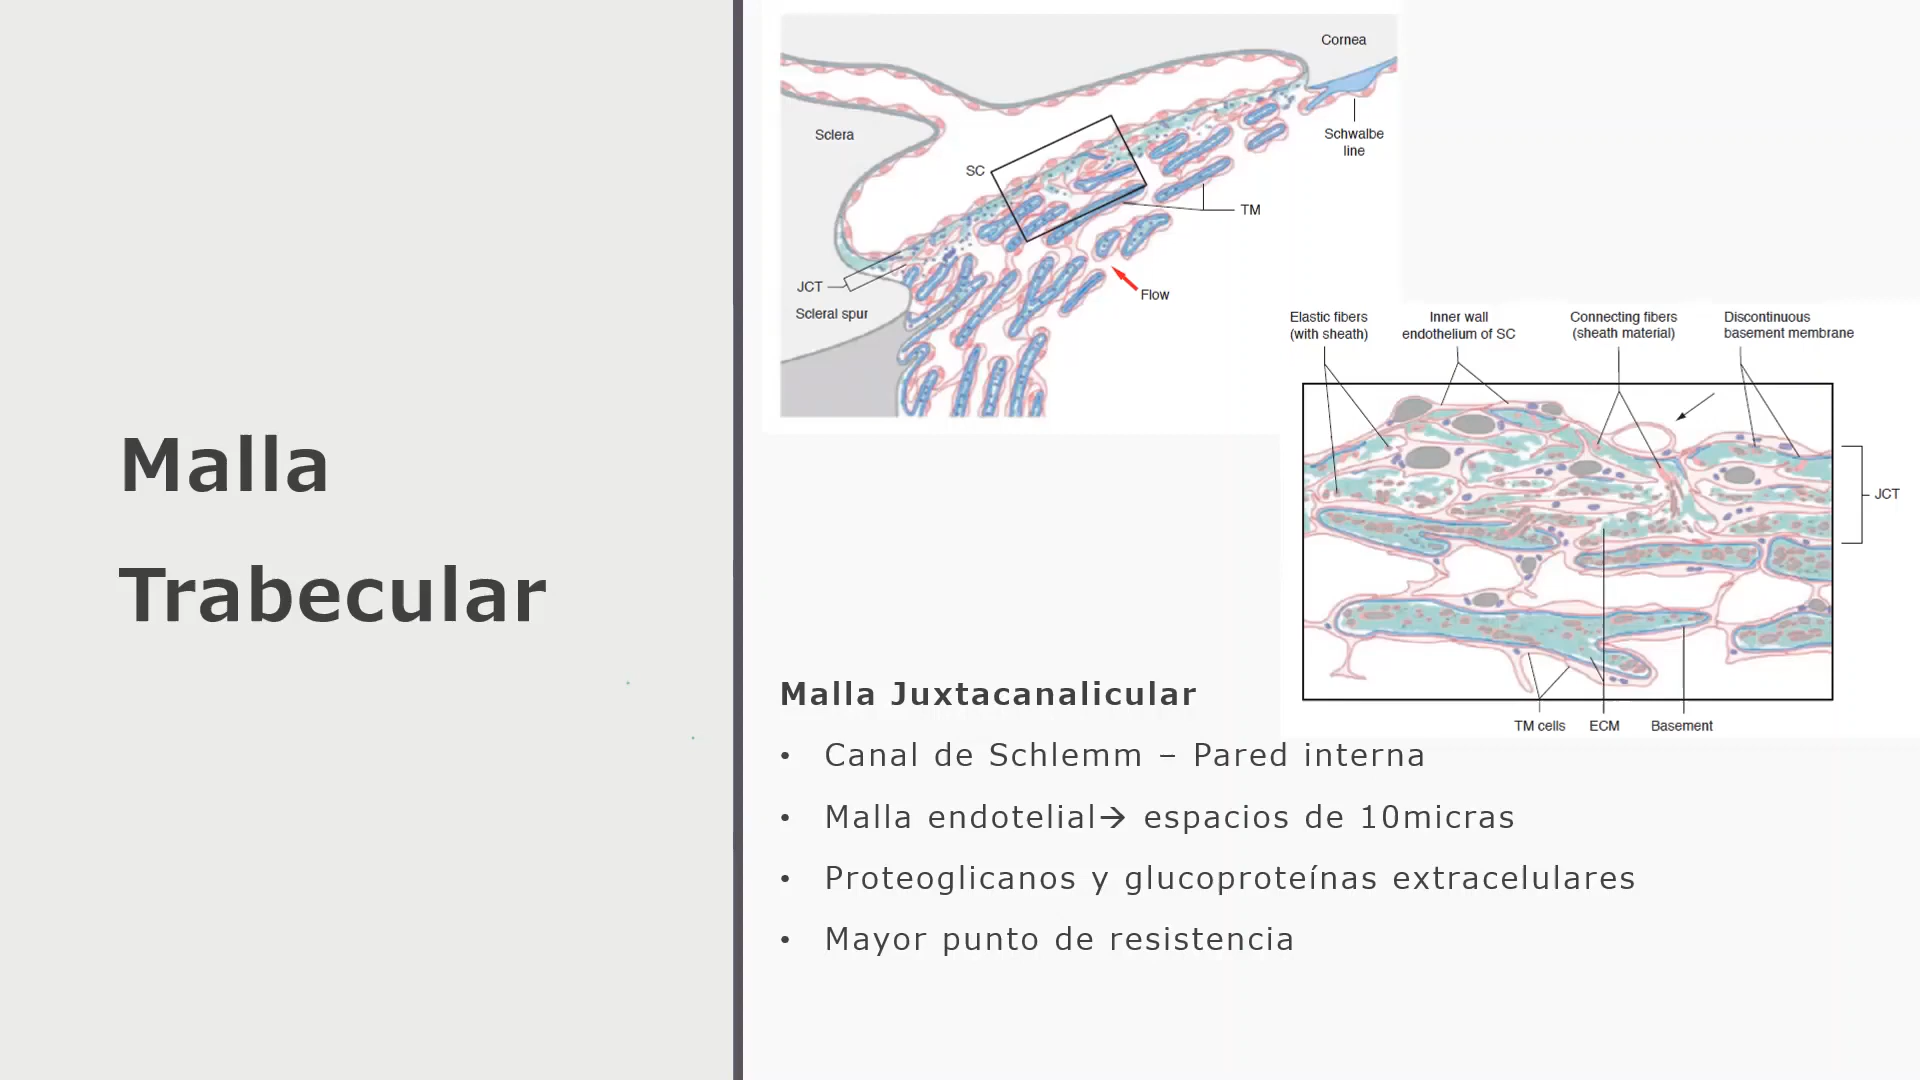 Malla
Trabecular
Cornea
Sclera
Schwalbe
line
SC
TM
JCT
Flow
Scleral spur
Elastic fibers
(with sheath)
Inner wall
endothelium of SC
Connecting fibers
(sheath material)
Discontinuous
basement membrane
JCT
TM cells
ECM
Basement
Malla Juxtacanalicular
• Canal de Schlemm – Pared interna
• Malla endotelial→ espacios de 10micras
• Proteoglicanos y glucoproteínas extracelulares
• Mayor punto de resistencia